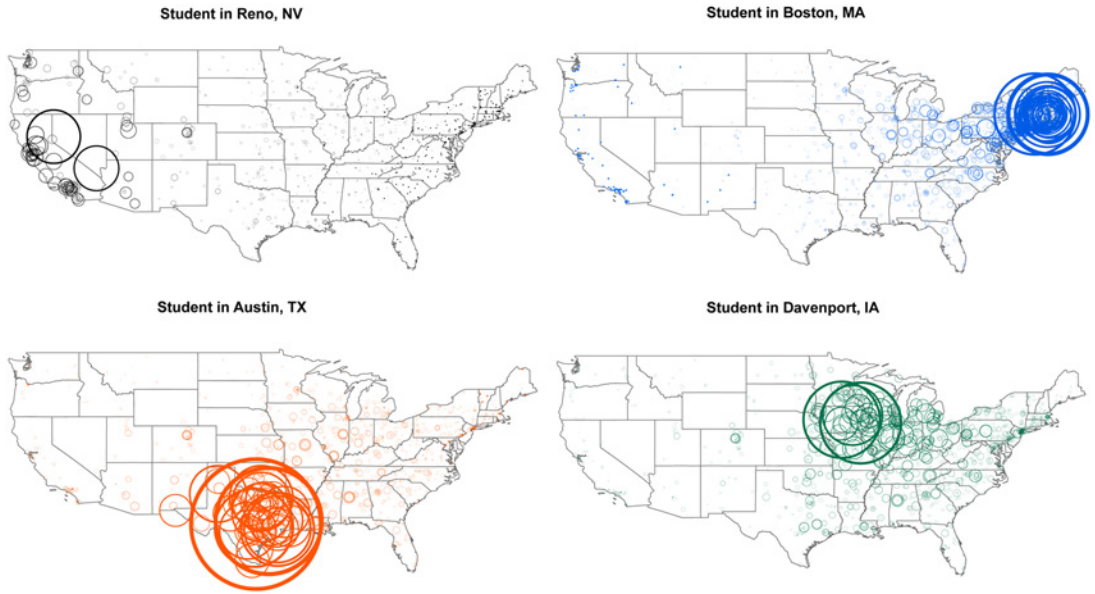 Student in Reno, NV
Student in Boston, MA
Student in Austin, TX
Student in Davenport, IA